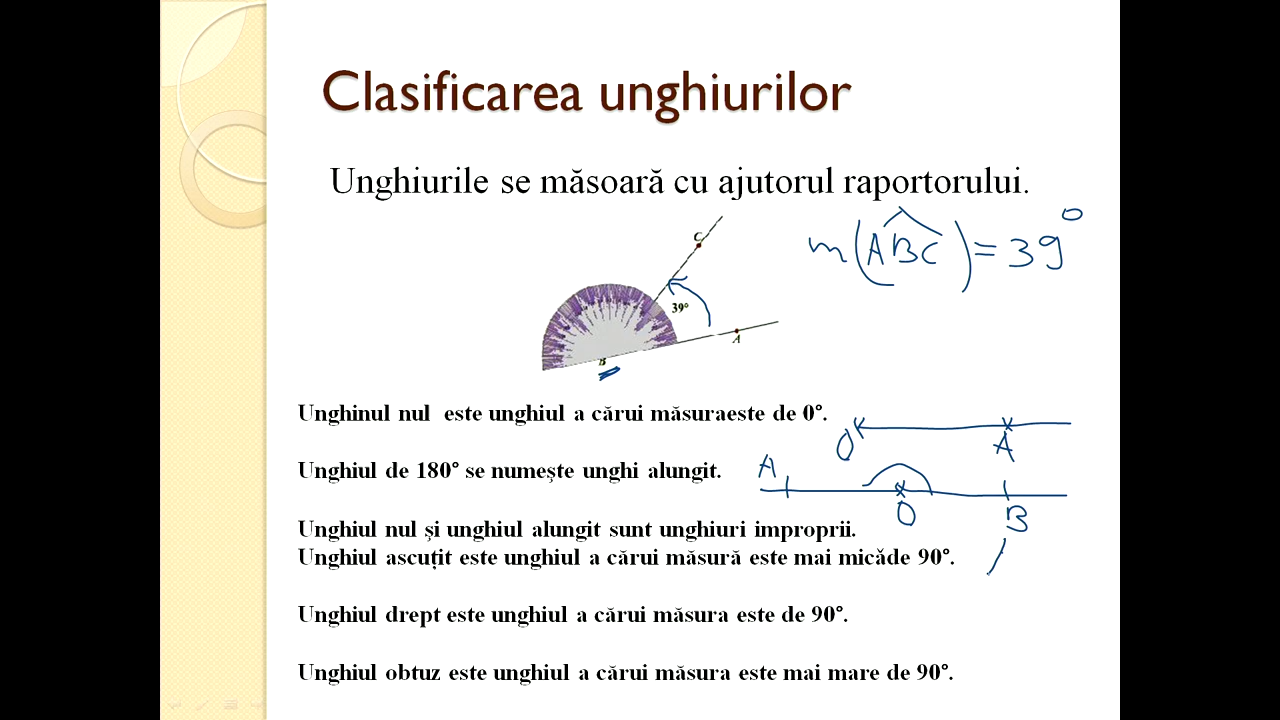 Clasificarea unghiurilor
Unghiurile se măsoară cu ajutorul raportorului.
m(ABC)=39°
C
39°
A
B
Unghinul nul este unghiul a cărui măsuraeste de 0°.
O A
Unghiul de 180° se numește unghi alungit.
A O B
Unghiul nul și unghiul alungit sunt unghiuri improprii.
Unghiul ascuțit este unghiul a cărui măsură este mai micăde 90°.
Unghiul drept este unghiul a cărui măsura este de 90°.
Unghiul obtuz este unghiul a cărui măsura este mai mare de 90°.